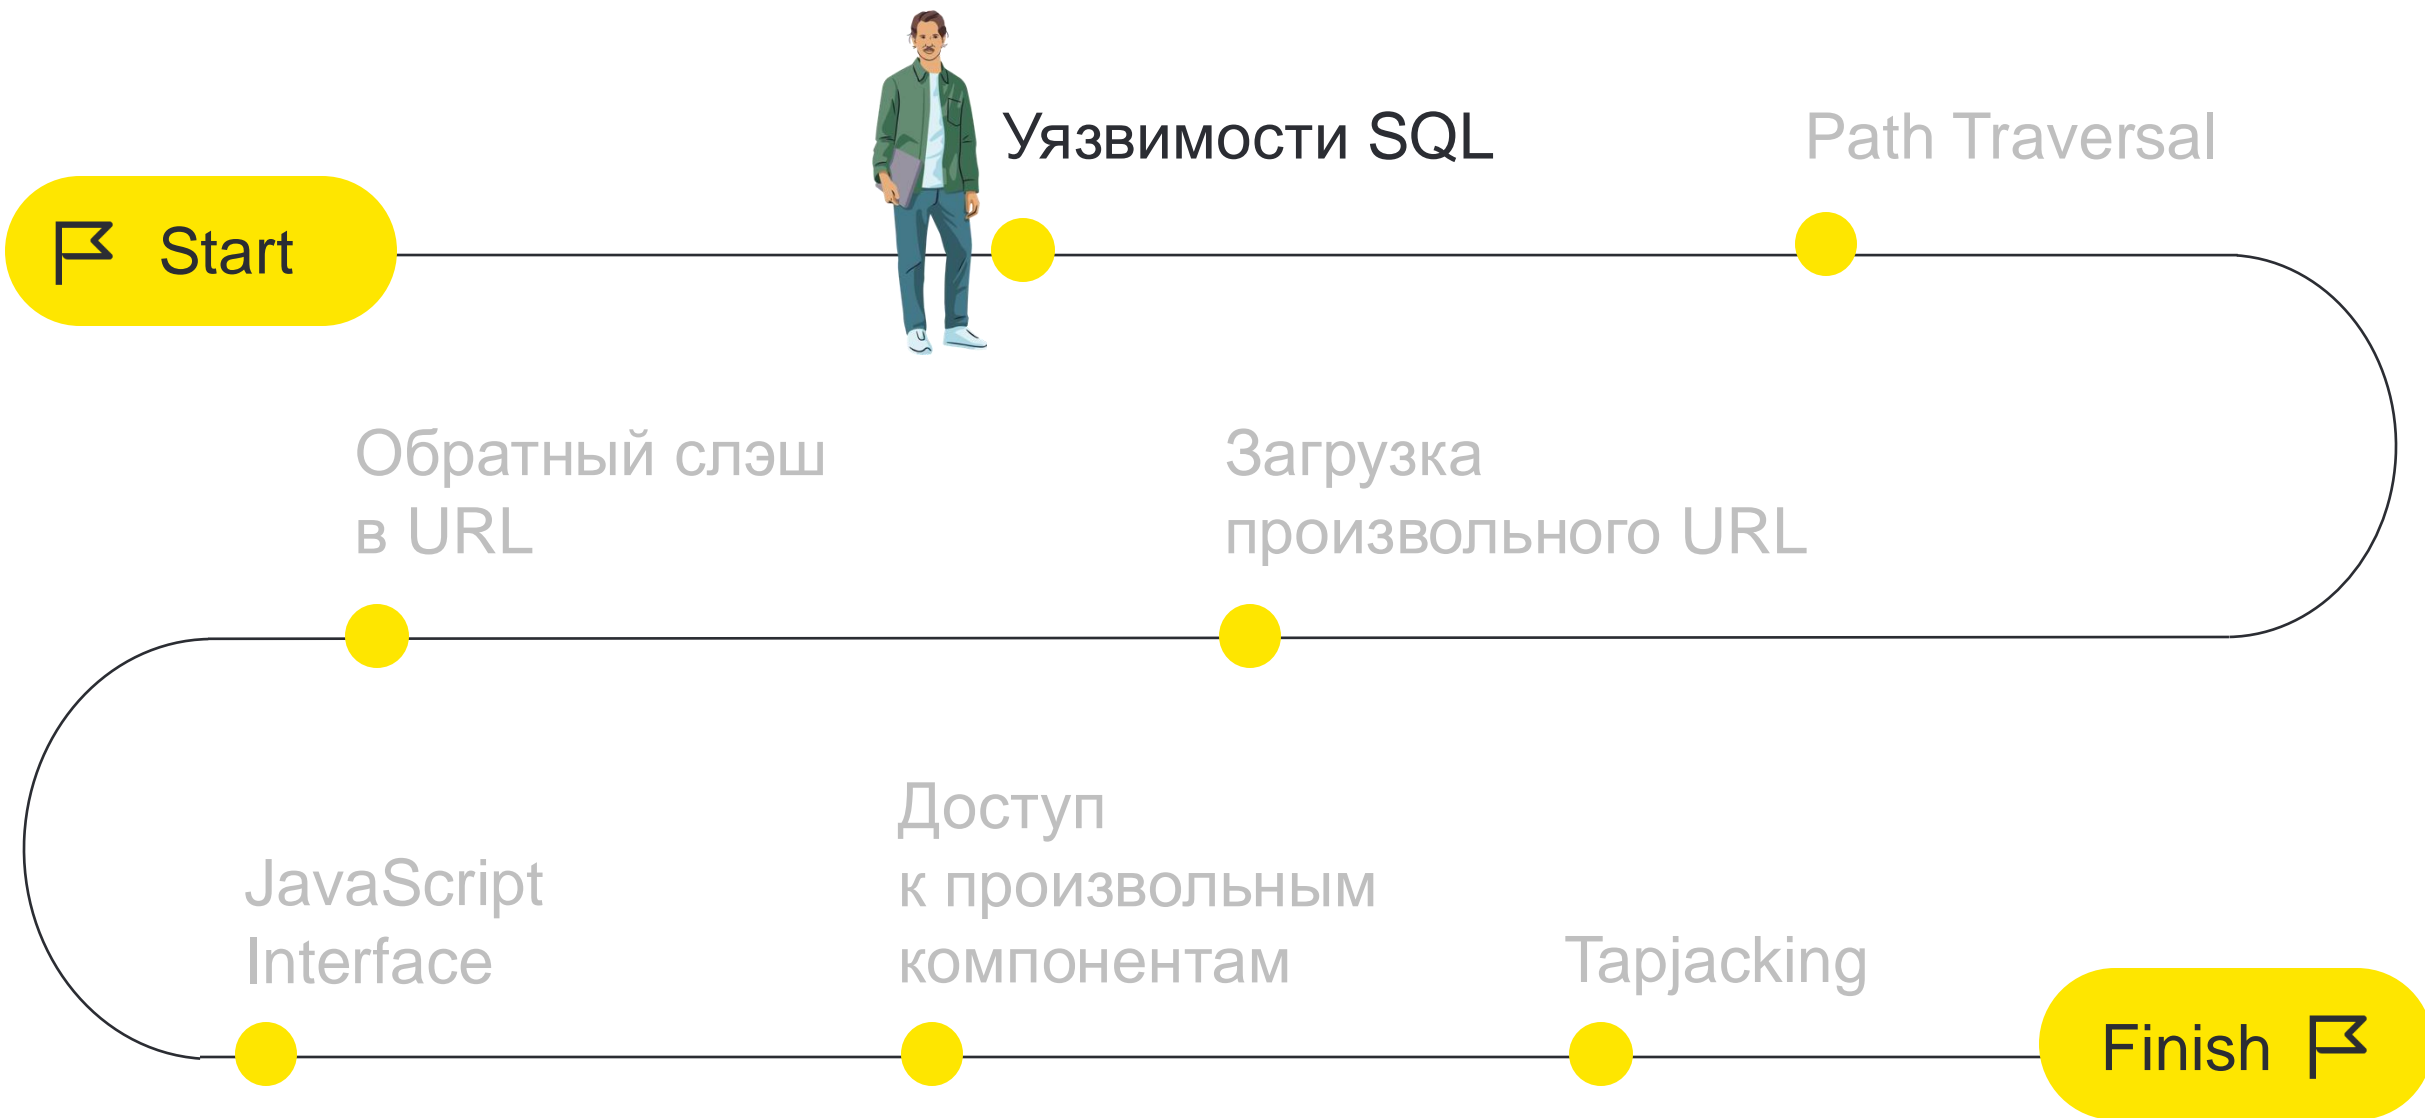 Уязвимости SQL
Path Traversal
Start
Обратный слэш
в URL
Загрузка
произвольного URL
JavaScript
Interface
Доступ
к произвольным
компонентам
Tapjacking
Finish